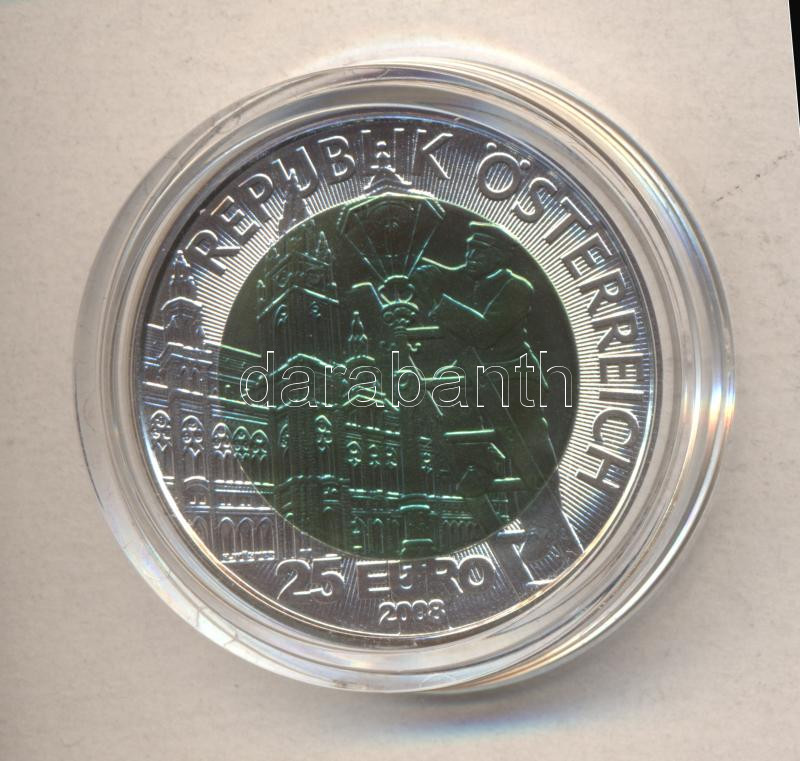 REPUBLIK ÖSTERREICH
darabanth
25 EURO
2008